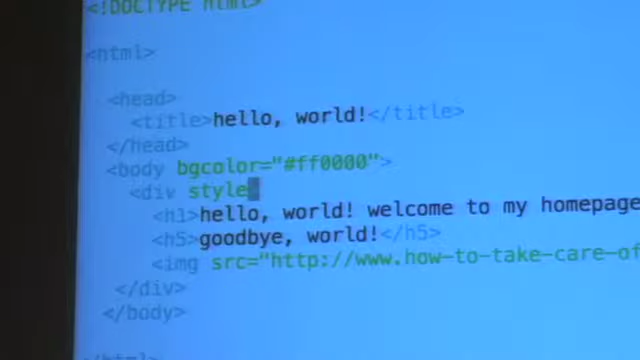 <!DOCTYPE html>
<html>
<head>
<title>hello, world!</title>
</head>
<body bgcolor="#ff0000">
<div style
<h1>hello, world! welcome to my homepage
<h5>goodbye, world!</h5>
<img src="http://www.how-to-take-care-of
</div>
</body>
</html>